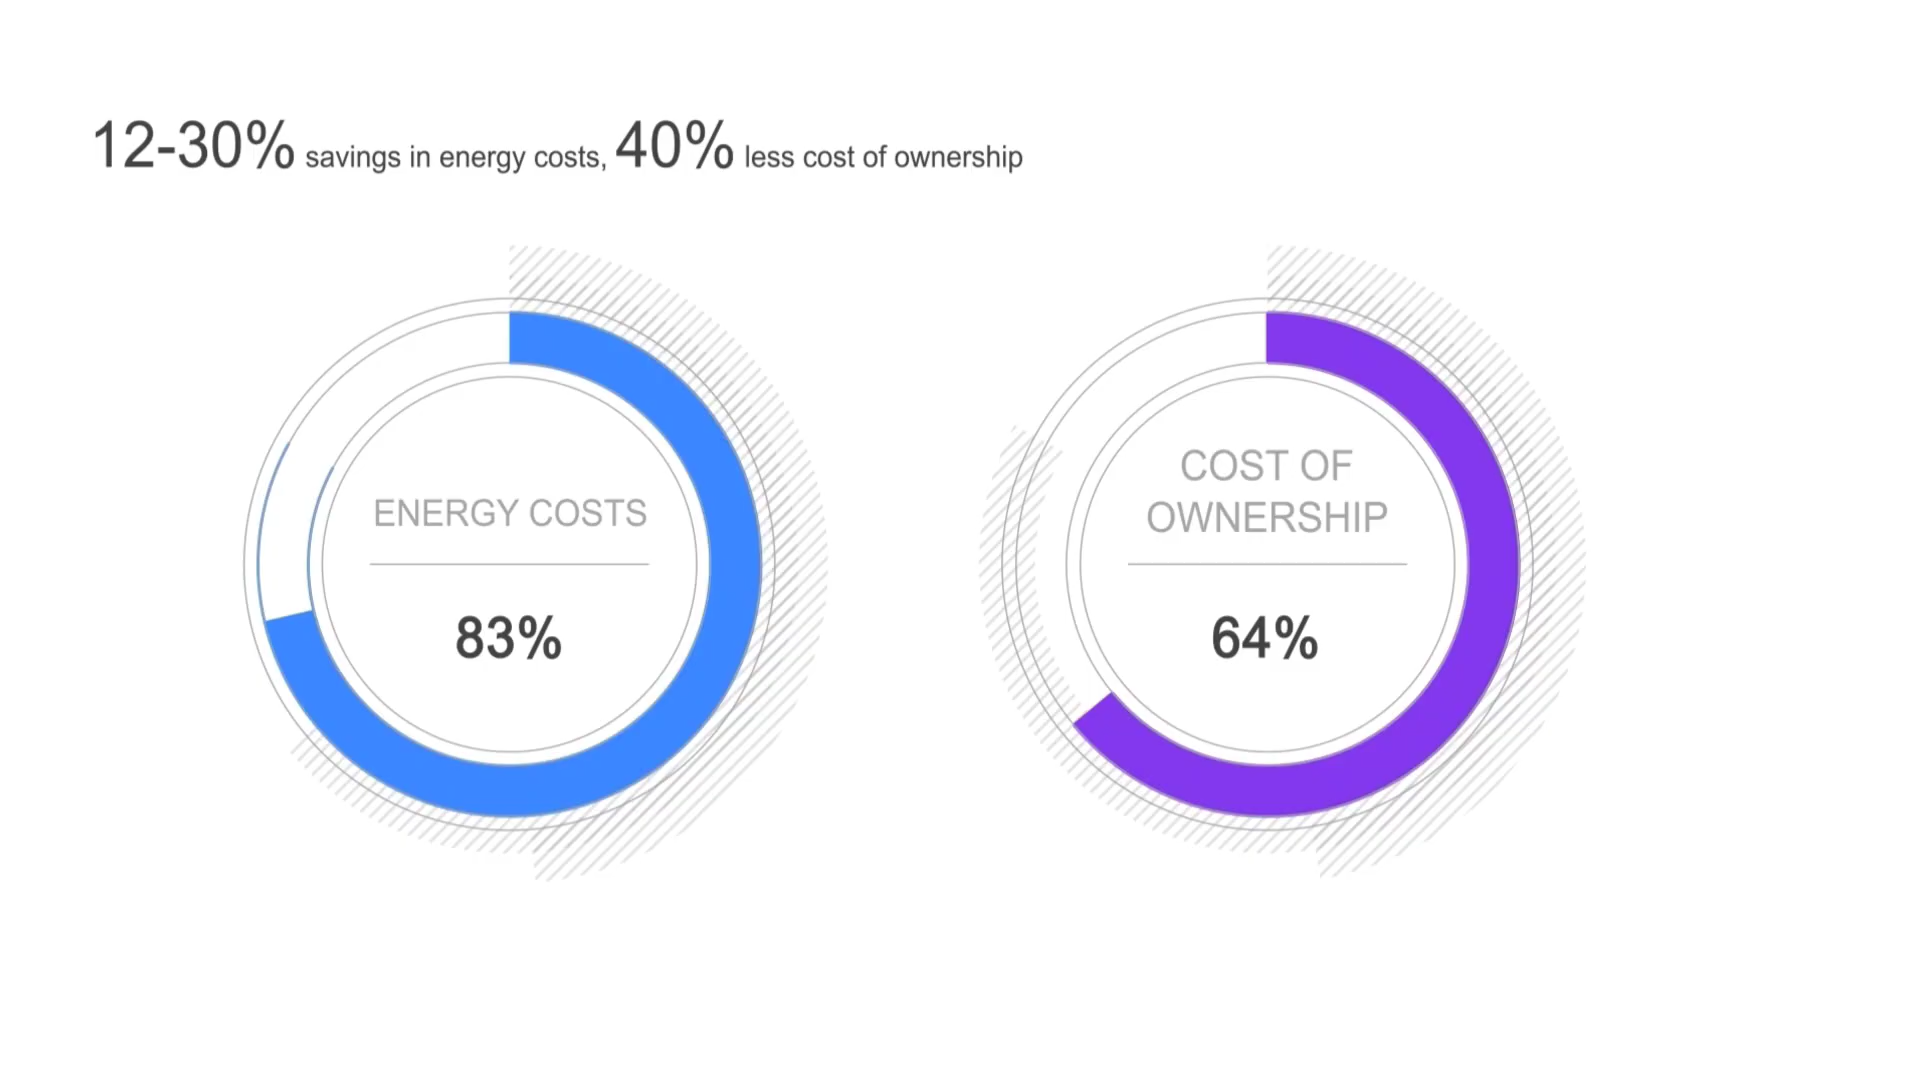 12-30% savings in energy costs, 40% less cost of ownership
ENERGY COSTS
83%
COST OF
OWNERSHIP
64%